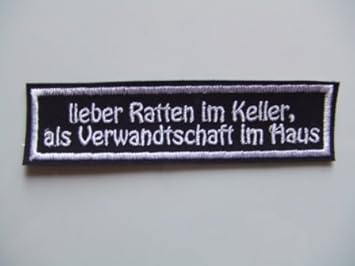 lieber Ratten im Keller,
als Verwandtschaft im Haus